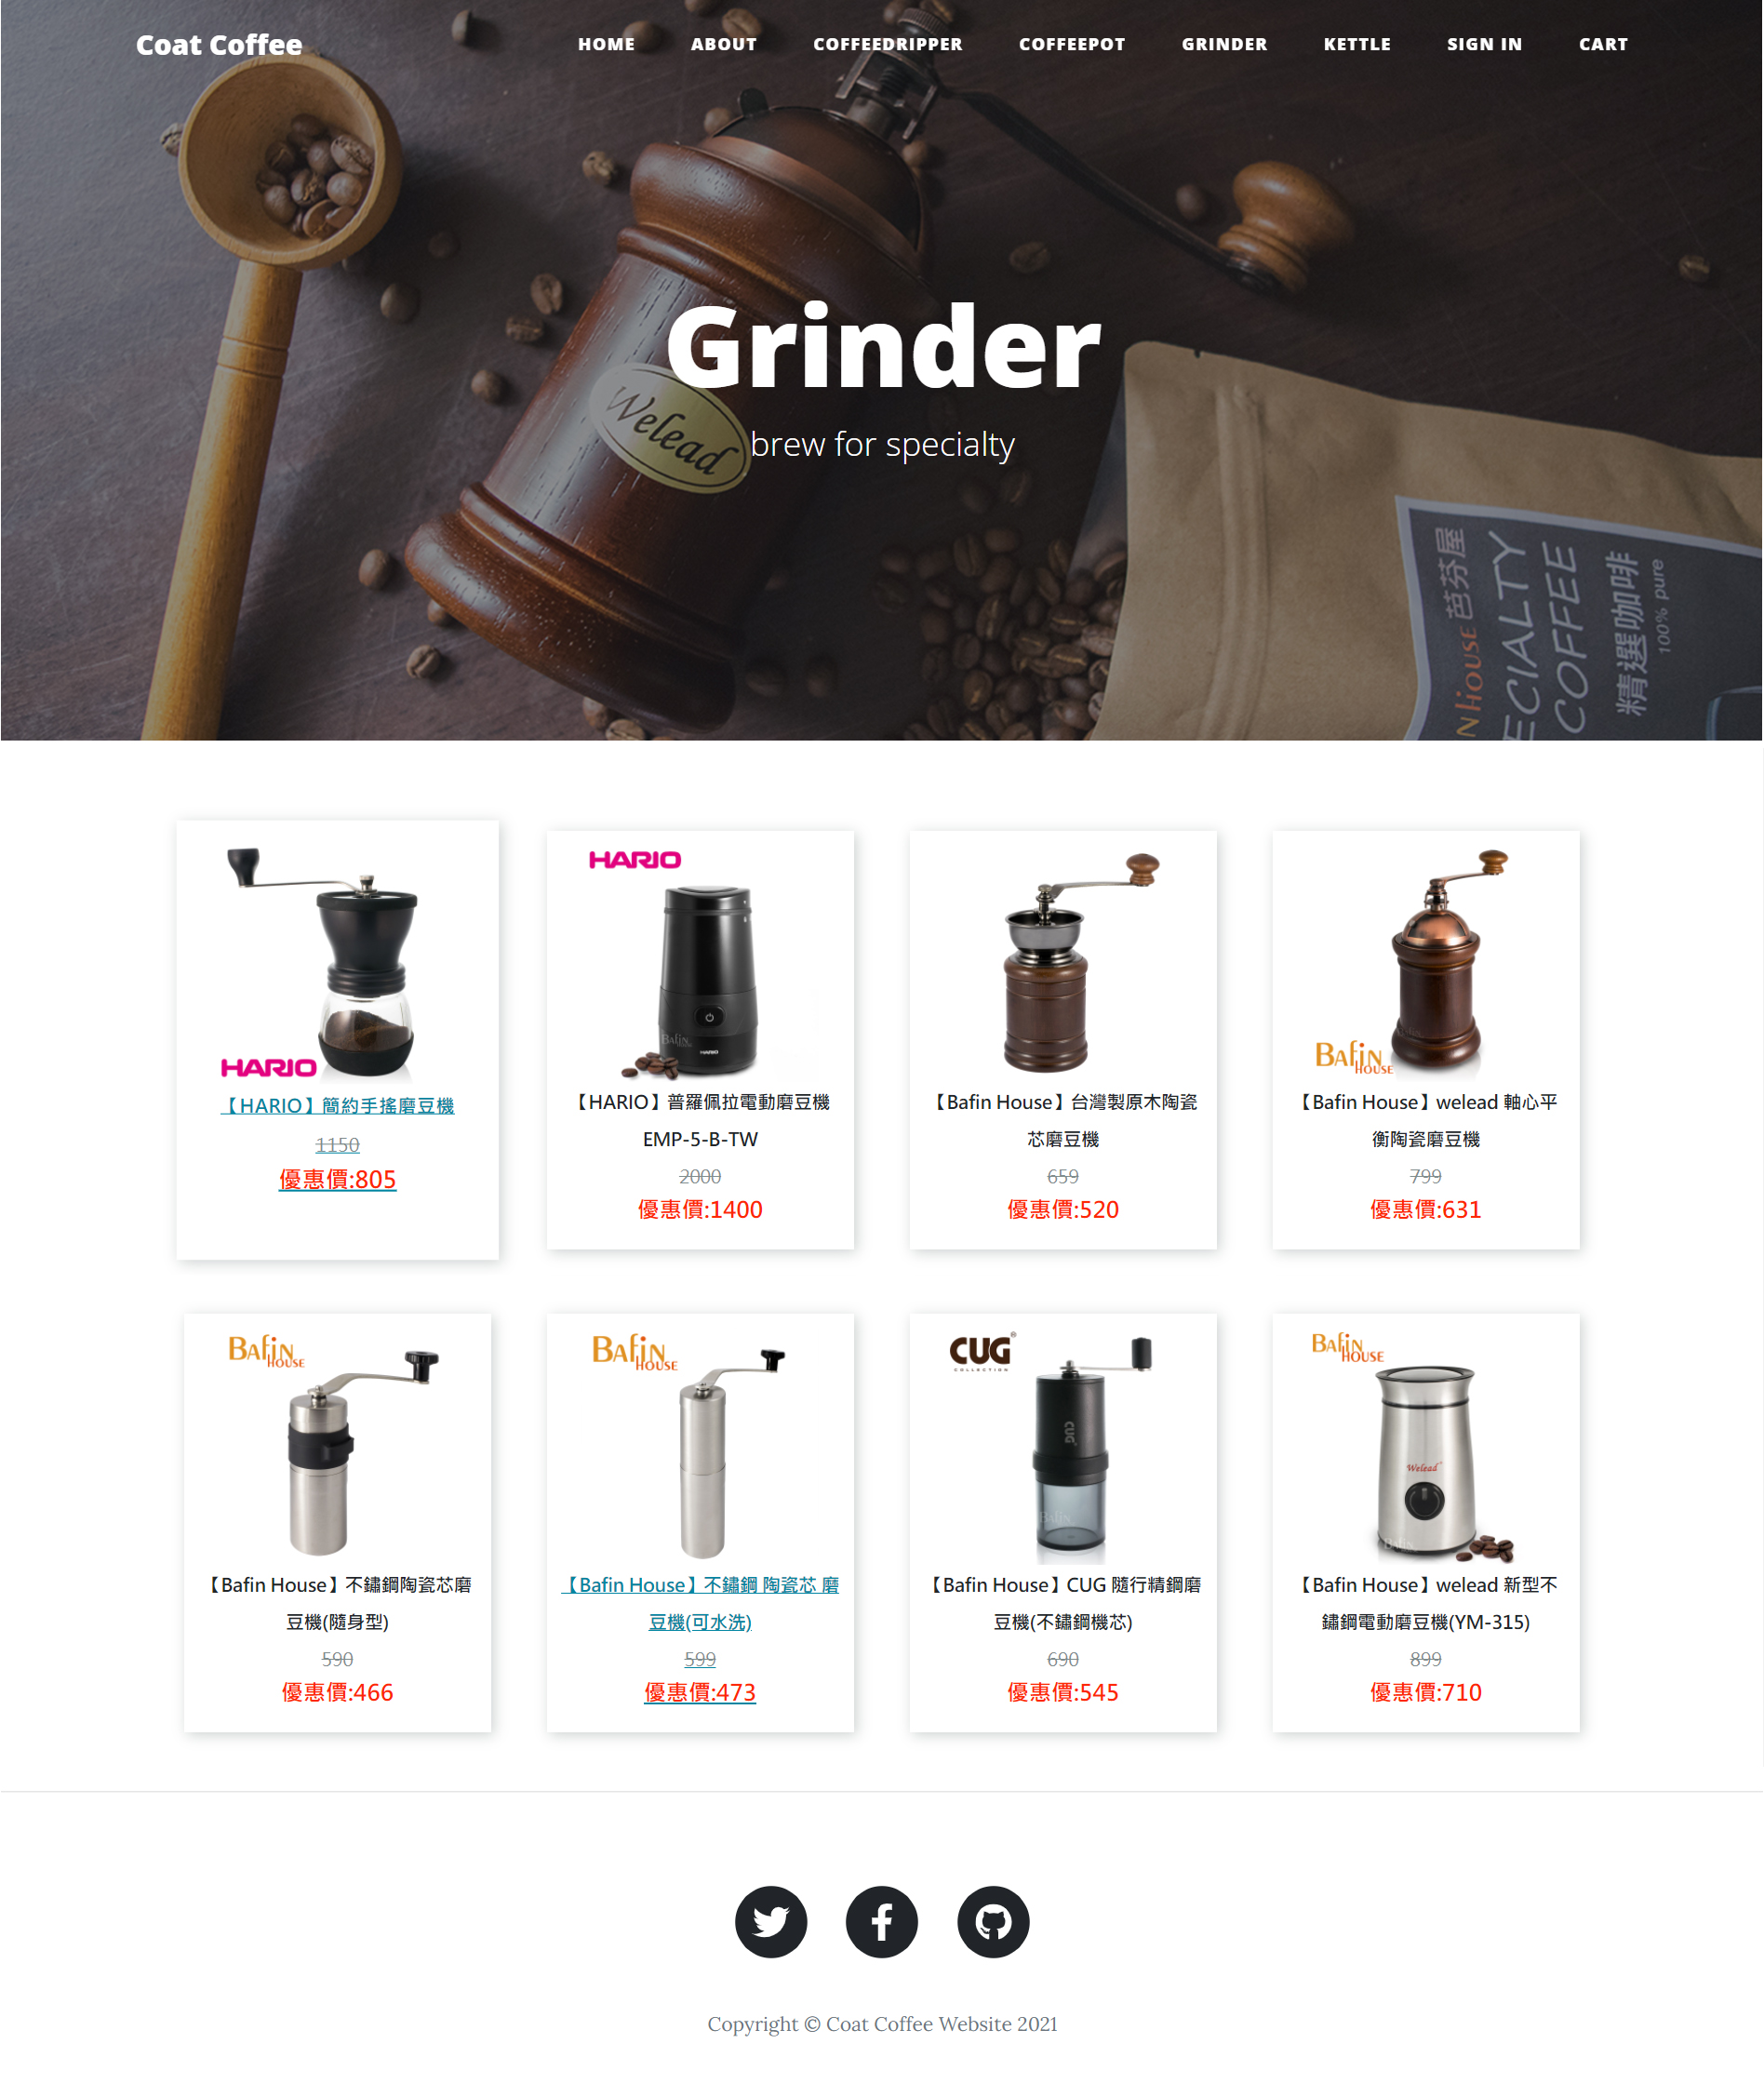 Coat Coffee
HOME ABOUT COFFEEDRIPPER COFFEEPOT GRINDER KETTLE SIGN IN CART
Grinder
brew for specialty
Welead
N House 芭芬屋
ECIALTY
COFFEE
精選咖啡
100% pure
HARIO
【HARIO】簡約手搖磨豆機
1150
優惠價:805
HARIO
Bafin House
HARIO
【HARIO】普羅佩拉電動磨豆機
EMP-5-B-TW
2000
優惠價:1400
【Bafin House】台灣製原木陶瓷
芯磨豆機
659
優惠價:520
Bafin House
【Bafin House】welead 軸心平
衡陶瓷磨豆機
799
優惠價:631
Bafin House
【Bafin House】不鏽鋼陶瓷芯磨
豆機(隨身型)
590
優惠價:466
Bafin House
【Bafin House】不鏽鋼 陶瓷芯 磨
豆機(可水洗)
599
優惠價:473
CUG
COLLECTION
CUG
Bafin
【Bafin House】CUG 隨行精鋼磨
豆機(不鏽鋼機芯)
690
優惠價:545
Bafin House
Welead
Bafin
【Bafin House】welead 新型不
鏽鋼電動磨豆機(YM-315)
899
優惠價:710
Copyright © Coat Coffee Website 2021